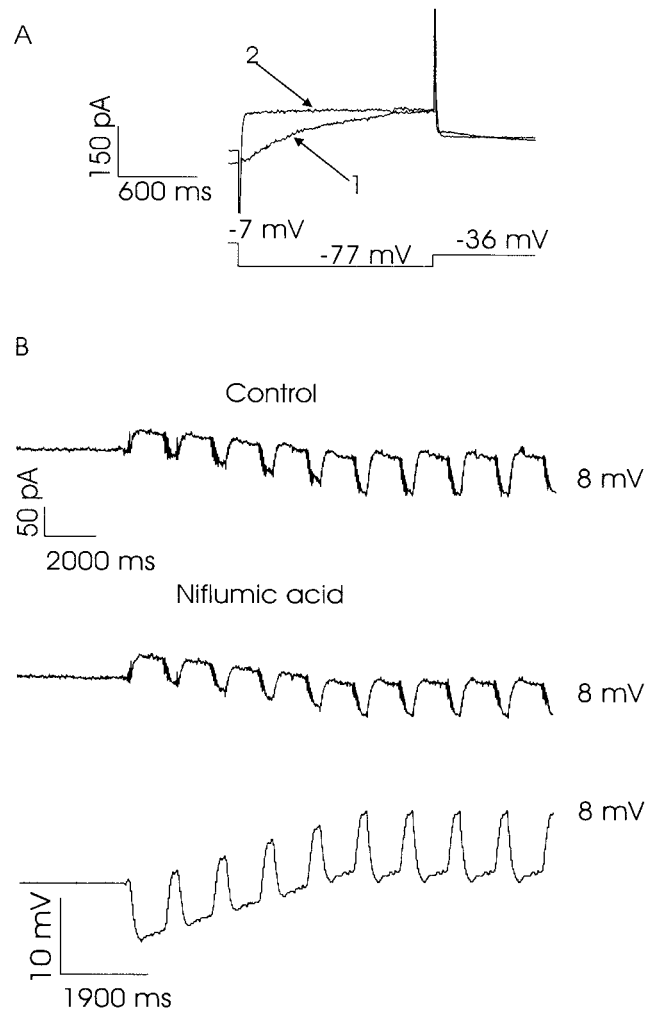 A
2
150 pA
600 ms
1
-7 mV
-77 mV
-36 mV
B
Control
8 mV
50 pA
2000 ms
Niflumic acid
8 mV
8 mV
10 mV
1900 ms